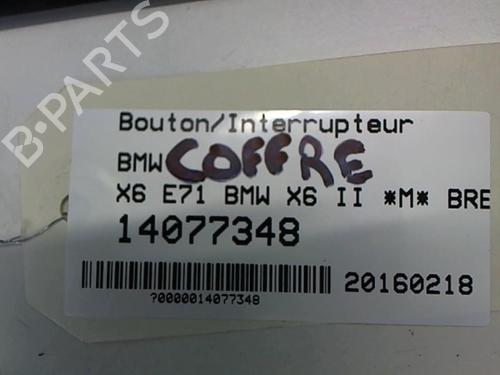 B-PARTS
Bouton/Interrupteur
BMW COFFRE
X6 E71 BMW X6 II *M* BRE
14077348
20160218
?0000014077348